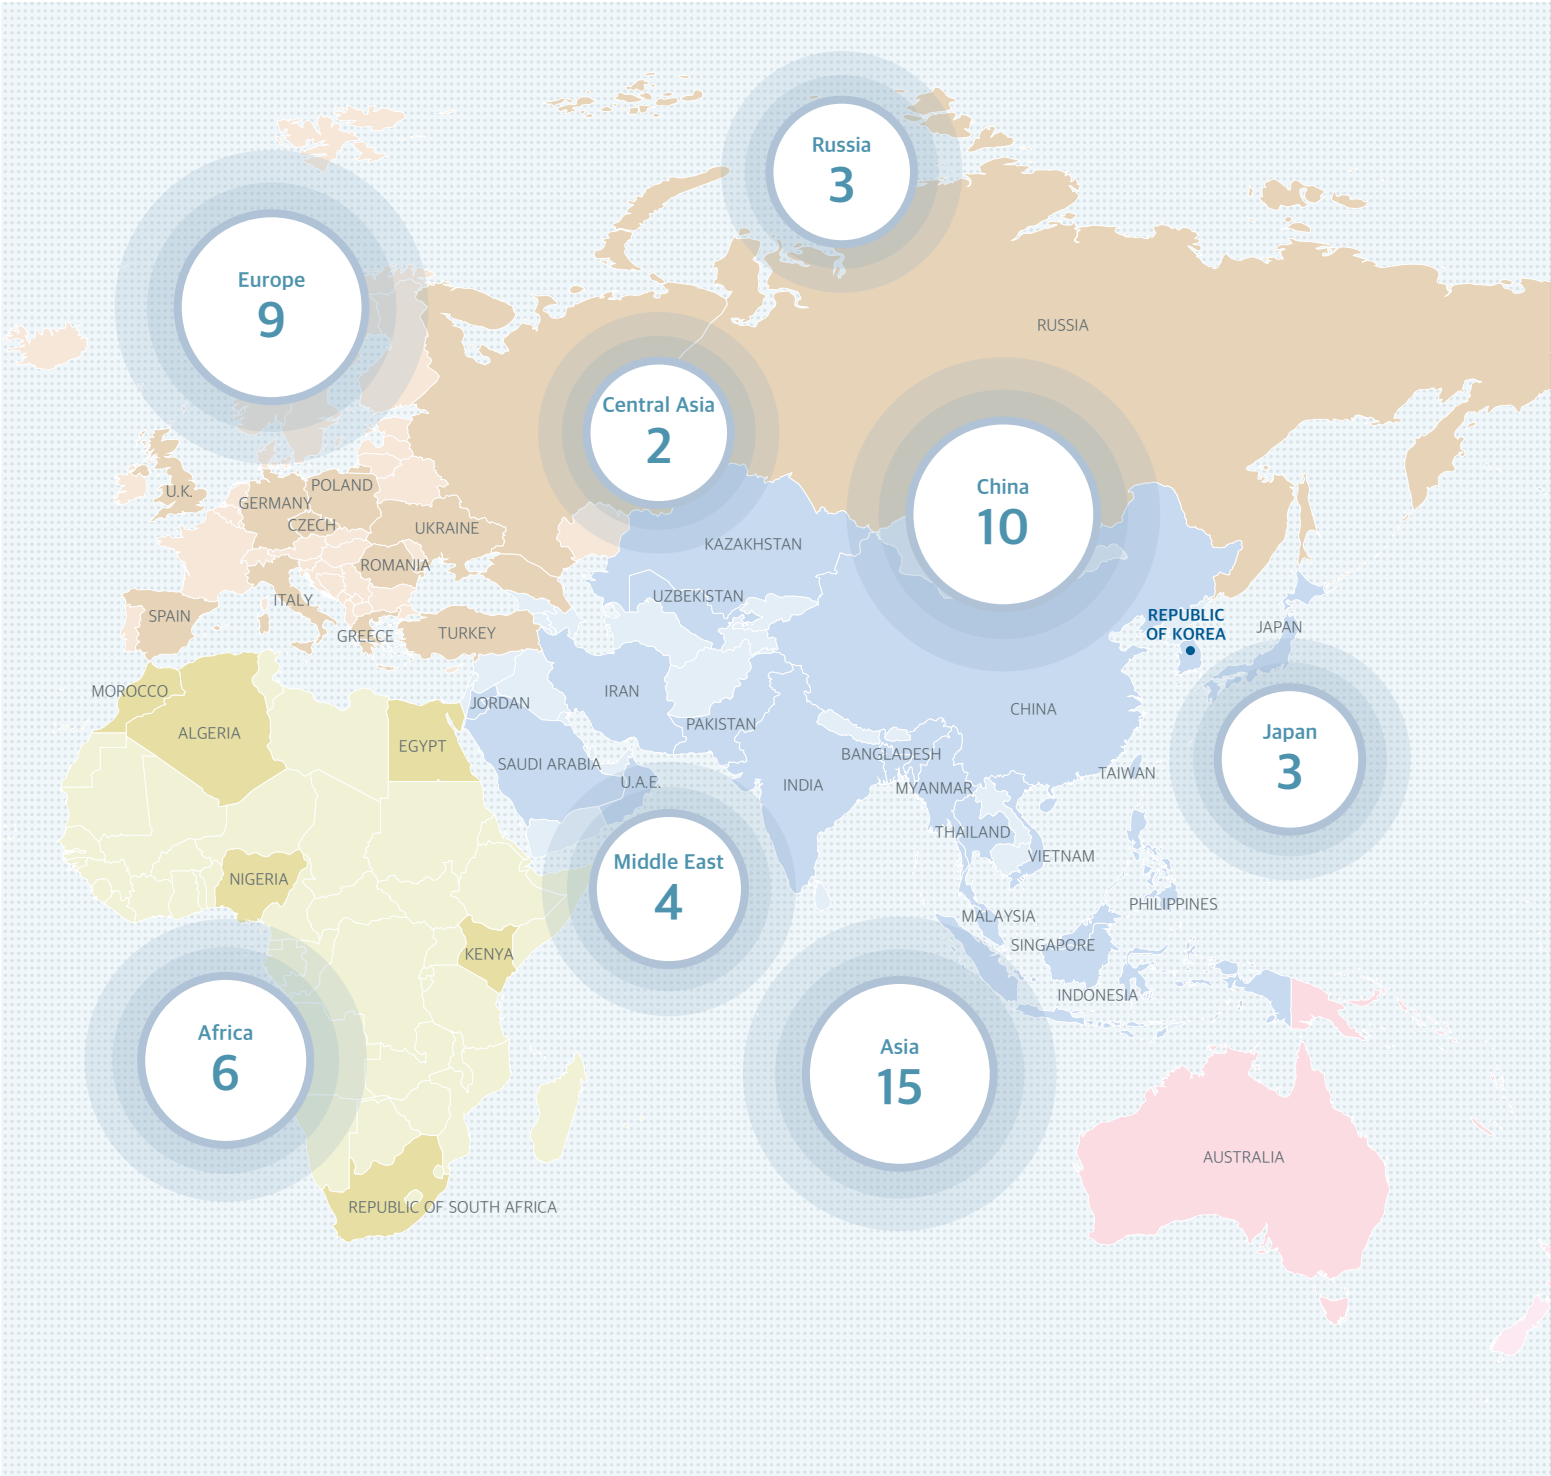 Russia
3
Europe
9
RUSSIA
Central Asia
2
China
10
U.K.
POLAND
GERMANY
CZECH
UKRAINE
KAZAKHSTAN
ROMANIA
UZBEKISTAN
ITALY
SPAIN
GREECE
TURKEY
REPUBLIC
OF KOREA
JAPAN
MOROCCO
JORDAN
IRAN
PAKISTAN
CHINA
ALGERIA
EGYPT
SAUDI ARABIA
U.A.E.
BANGLADESH
INDIA
MYANMAR
TAIWAN
Japan
3
THAILAND
VIETNAM
Middle East
4
NIGERIA
PHILIPPINES
MALAYSIA
SINGAPORE
KENYA
INDONESIA
Africa
6
Asia
15
AUSTRALIA
REPUBLIC OF SOUTH AFRICA